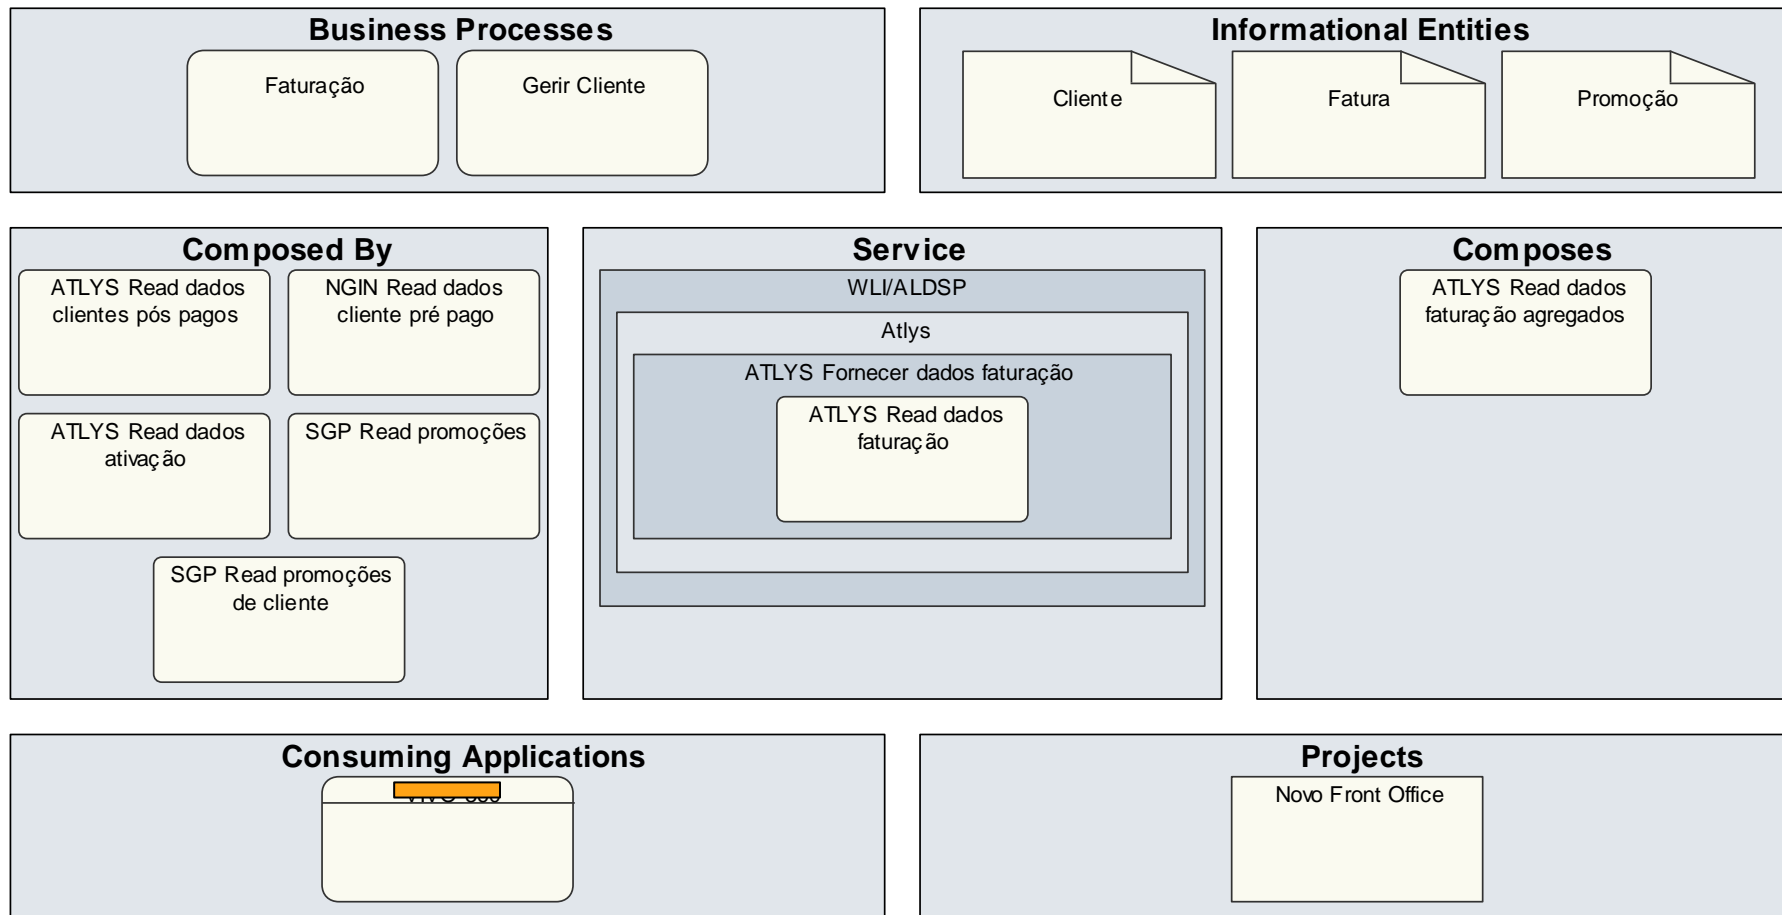 Business Processes
Faturação
Gerir Cliente
Informational Entities
Cliente
Fatura
Promoção
Composed By
ATLYS Read dados
clientes pós pagos
NGIN Read dados
cliente pré pago
ATLYS Read dados
ativação
SGP Read promoções
SGP Read promoções
de cliente
Service
WLI/ALDSP
Atlys
ATLYS Fornecer dados faturação
ATLYS Read dados
faturação
Composes
ATLYS Read dados
faturação agregados
Consuming Applications
Projects
Novo Front Office